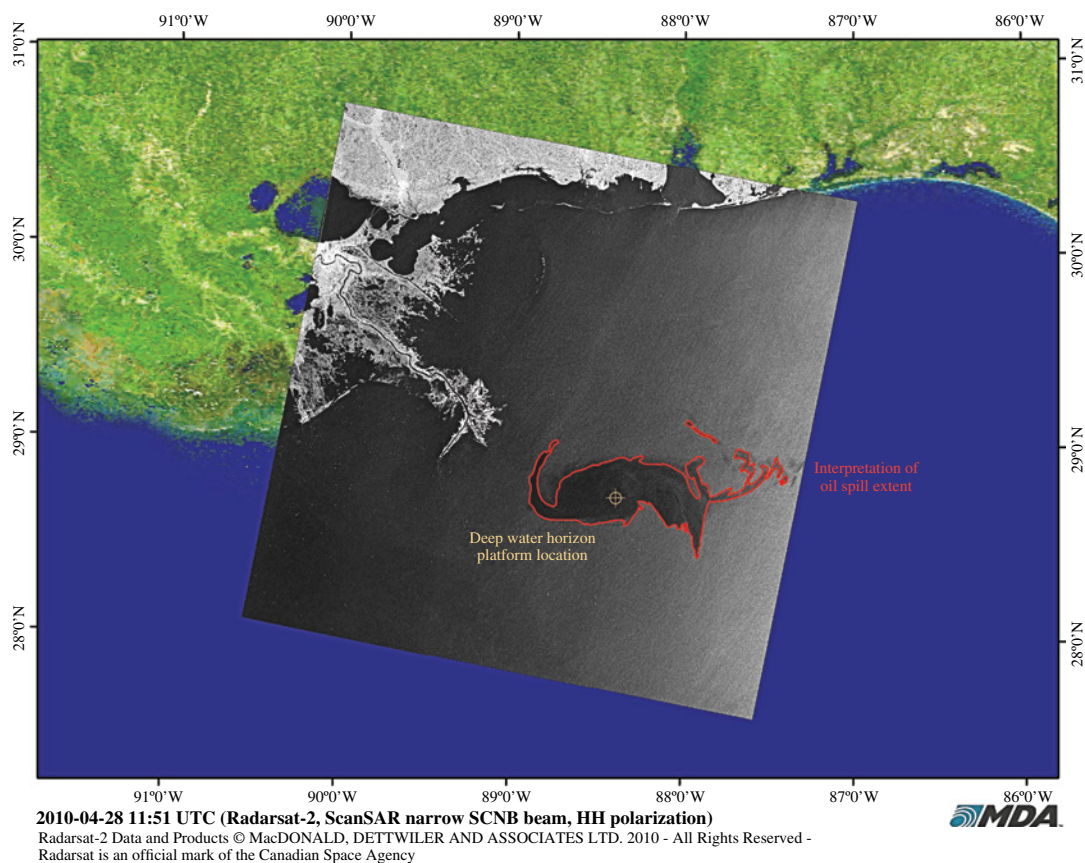 91°0'W 90°0'W 89°0'W 88°0'W 87°0'W 86°0'W
31°0'N 31°0'N
30°0'N 30°0'N
29°0'N 29°0'N
Interpretation of
oil spill extent
Deep water horizon
platform location
28°0'N 28°0'N
91°0'W 90°0'W 89°0'W 88°0'W 87°0'W 86°0'W
2010-04-28 11:51 UTC (Radarsat-2, ScanSAR narrow SCNB beam, HH polarization)
MDA.
Radarsat-2 Data and Products © MacDONALD, DETTWILER AND ASSOCIATES LTD. 2010 - All Rights Reserved -
Radarsat is an official mark of the Canadian Space Agency